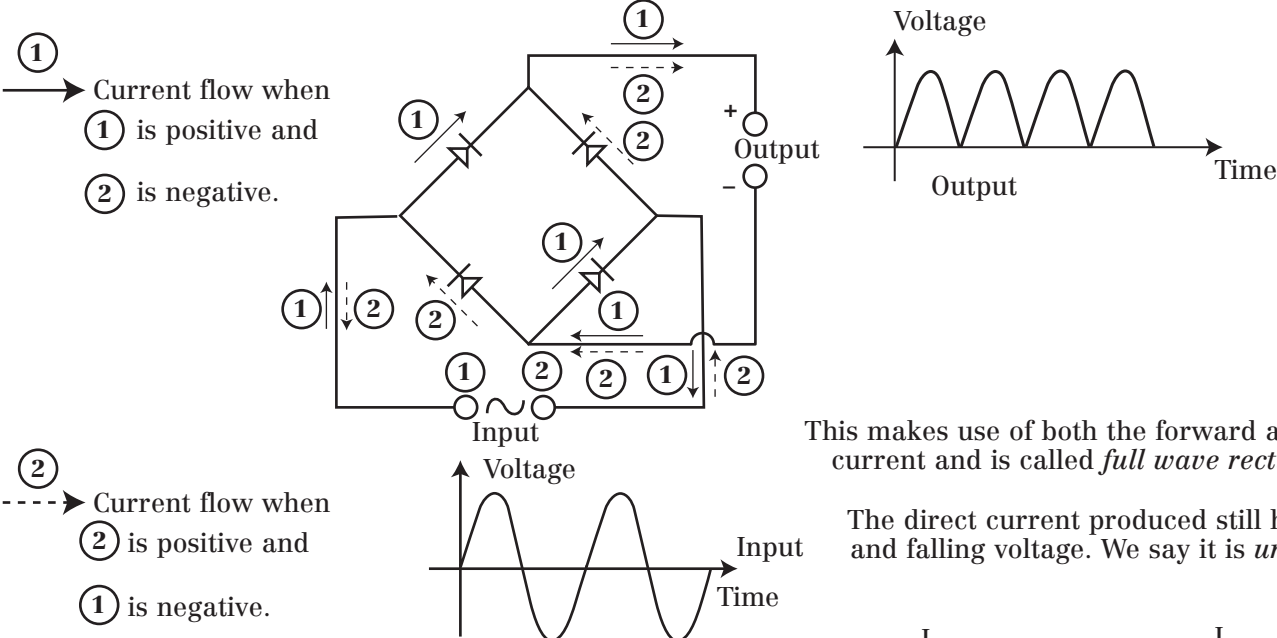 1
Current flow when
1 is positive and
2 is negative.
1
1
2
2
+
Output
–
1
2
1
1
2
2
1
2
1
2
1
2
Input
Voltage
Time
Output
2
Current flow when
2 is positive and
1 is negative.
Voltage
Input
Time
This makes use of both the forward
current and is called full wave
The direct current produced still
and falling voltage. We say it is